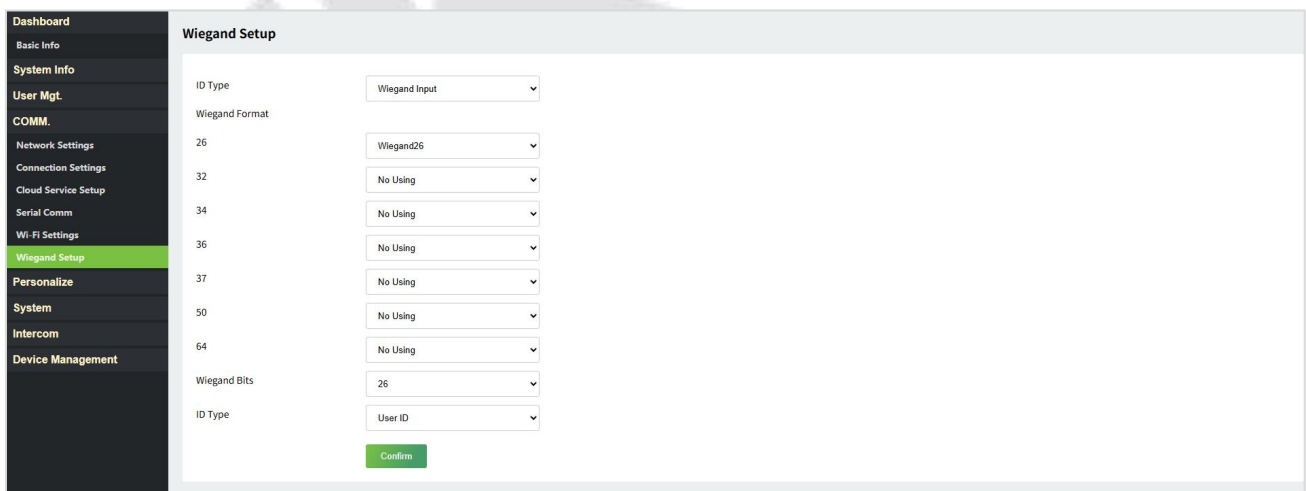 Dashboard
Basic Info
System Info
User Mgt.
COMM.
Network Settings
Connection Settings
Cloud Service Setup
Serial Comm
Wi-Fi Settings
Wiegand Setup
Personalize
System
Intercom
Device Management
Wiegand Setup
ID Type Wiegand Input
Wiegand Format
26 Wiegand26
32 No Using
34 No Using
36 No Using
37 No Using
50 No Using
64 No Using
Wiegand Bits 26
ID Type User ID
Confirm